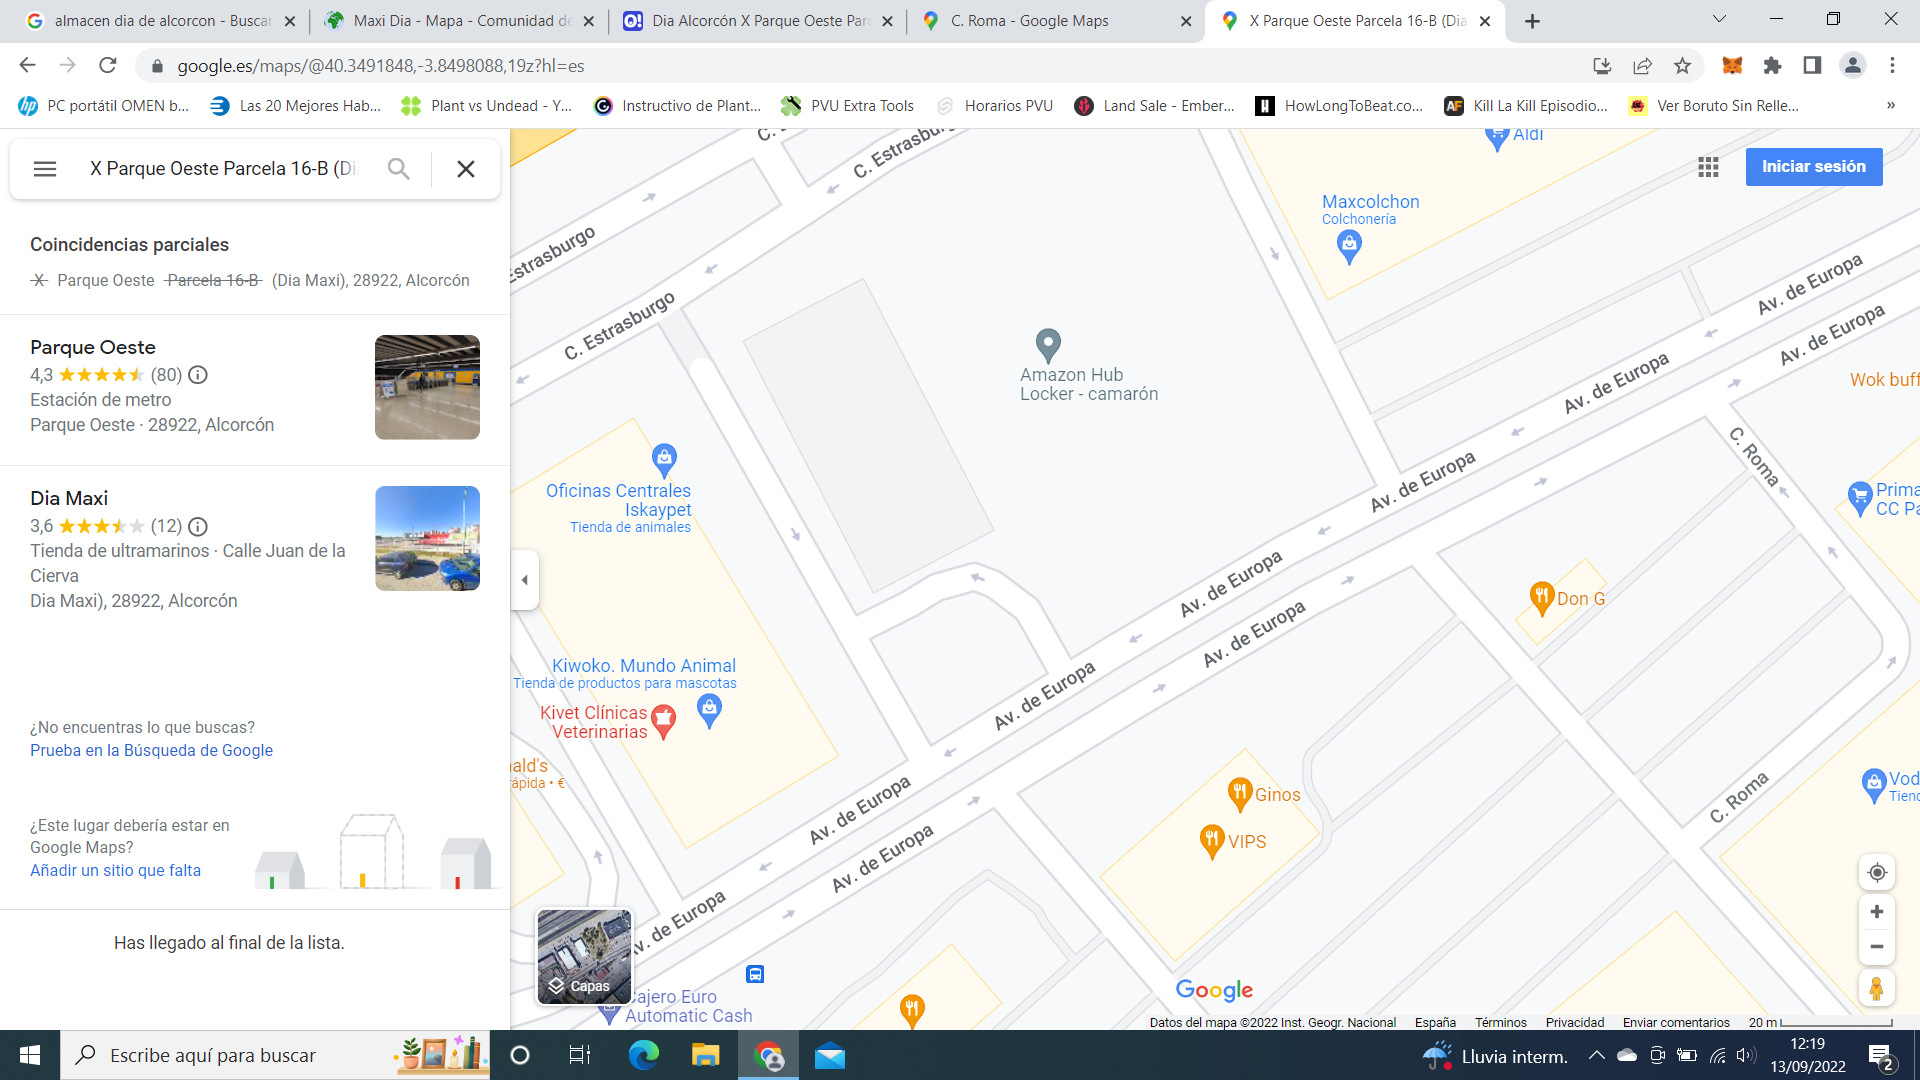 almacen dia de alcorcon - Buscar
Maxi Dia - Mapa - Comunidad de
Dia Alcorcón X Parque Oeste Par
C. Roma - Google Maps
X Parque Oeste Parcela 16-B (Dia
google.es/maps/@40.3491848,-3.8498088,19z?hl=es
PC portátil OMEN b...
Las 20 Mejores Hab...
Plant vs Undead - Y...
Instructivo de Plant...
PVU Extra Tools
Horarios PVU
Land Sale - Ember...
HowLongToBeat.co...
Kill La Kill Episodio...
Ver Boruto Sin Relle...
»
X Parque Oeste Parcela 16-B (Di
Coincidencias parciales
X Parque Oeste Parcela 16-B (Dia Maxi), 28922, Alcorcón
Parque Oeste
4,3 (80)
Estación de metro
Parque Oeste · 28922, Alcorcón
Dia Maxi
3,6 (12)
Tienda de ultramarinos · Calle Juan de la
Cierva
Dia Maxi), 28922, Alcorcón
¿No encuentras lo que buscas?
Prueba en la Búsqueda de Google
¿Este lugar debería estar en
Google Maps?
Añadir un sitio que falta
Has llegado al final de la lista.
C. Estrasburgo
Aldi
Iniciar sesión
Maxcolchon
Colchonería
Estrasburgo
C. Estrasburgo
Av. de Europa
Av. de Europa
Amazon Hub
Locker - camarón
Av. de Europa
Wok buff
C. Roma
Av. de Europa
Oficinas Centrales
Iskaypet
Tienda de animales
Prima
CC Pa
Av. de Europa
Don G
Av. de Europa
Kiwoko. Mundo Animal
Tienda de productos para mascotas
Av. de Europa
Kivet Clínicas
Veterinarias
ald's
rápida • €
Ginos
VIPS
Vod
Tienc
C. Roma
Av. de Europa
Av. de Europa
Av. de Europa
Capas
Cajero Euro
Automatic Cash
Google
Datos del mapa ©2022 Inst. Geogr. Nacional
España
Términos
Privacidad
Enviar comentarios
20 m
Escribe aquí para buscar
Lluvia interm.
12:19
13/09/2022
2